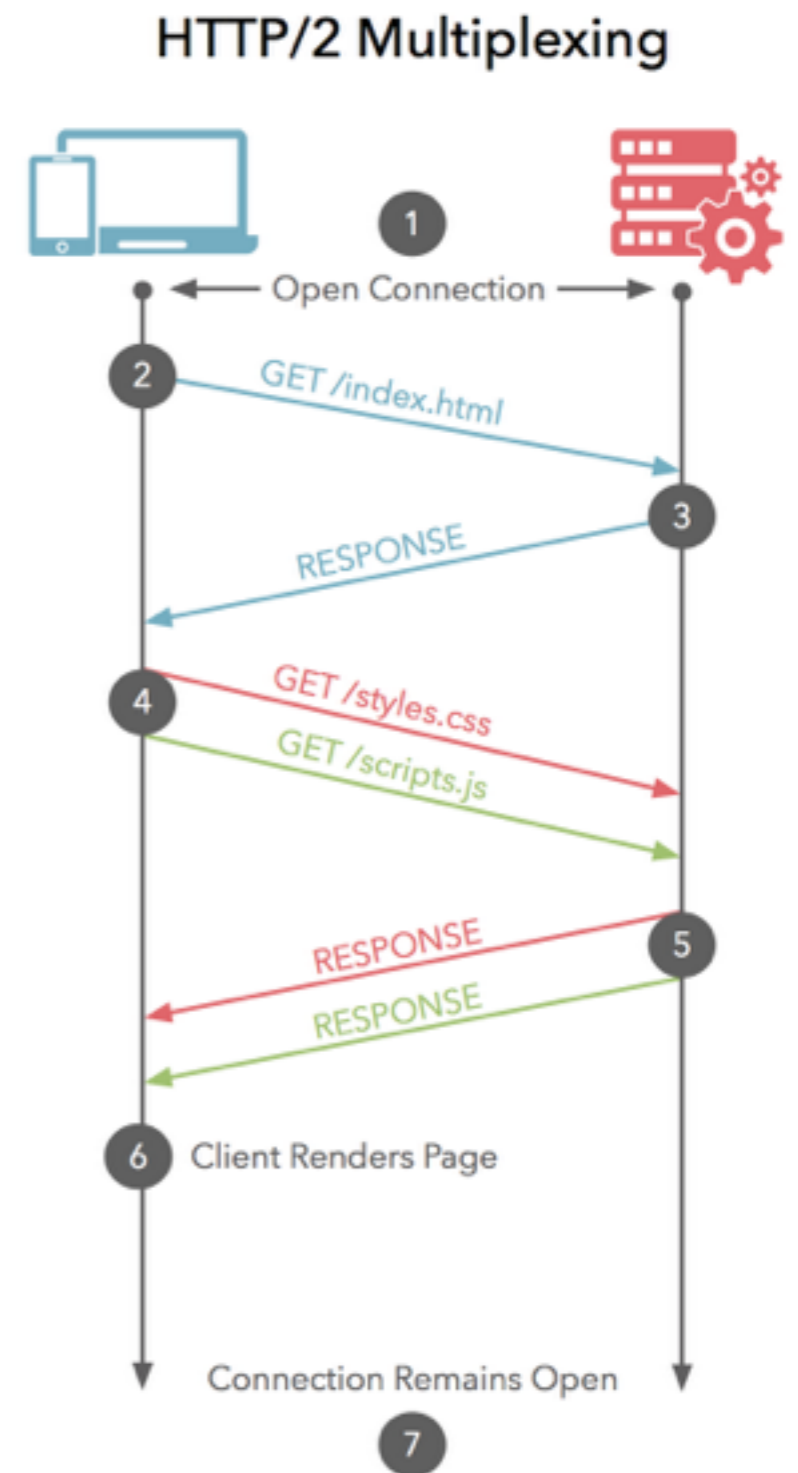 HTTP/2 Multiplexing
1
Open Connection
2
GET /index.html
3
RESPONSE
4
GET /styles.css
GET /scripts.js
5
RESPONSE
RESPONSE
6 Client Renders Page
Connection Remains Open
7